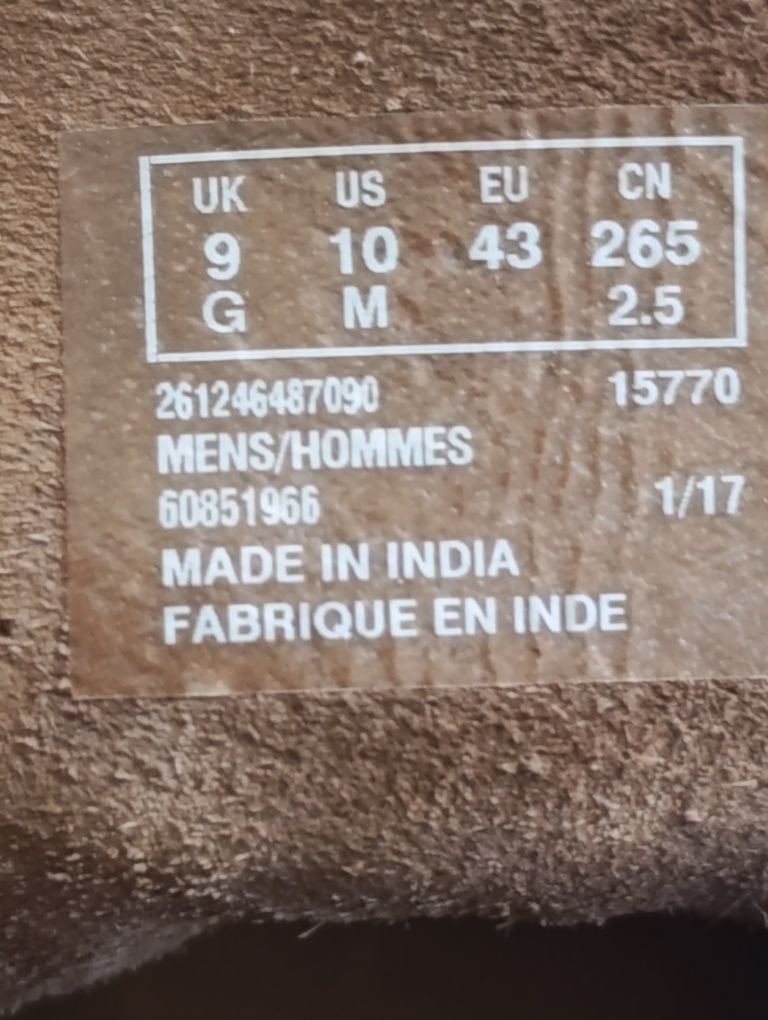 UK US EU CN
9 10 43 265
G M 2.5
261246487090 15770
MENS/HOMMES
60851966 1/17
MADE IN INDIA
FABRIQUE EN INDE